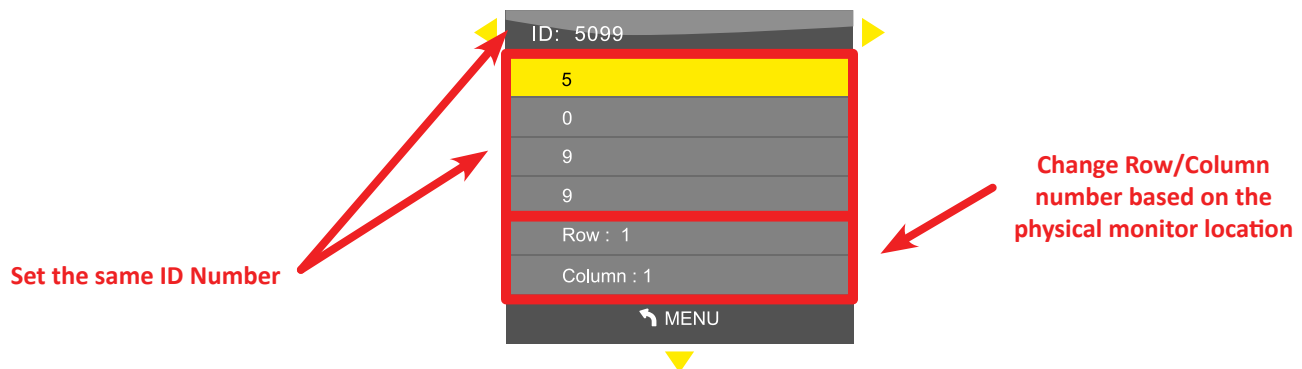 ID: 5099
5
0
9
9
Row : 1
Column : 1
MENU
Set the same ID Number
Change Row/Column
number based on the
physical monitor location